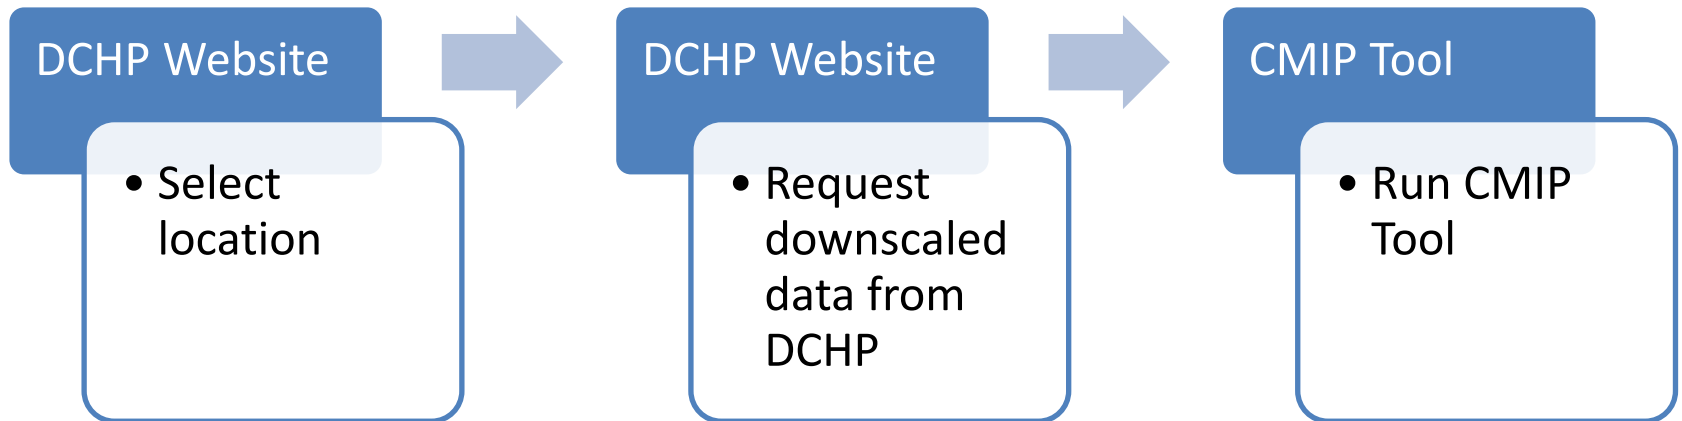 DCHP Website
• Select
location
DCHP Website
• Request
downscaled
data from
DCHP
CMIP Tool
• Run CMIP
Tool